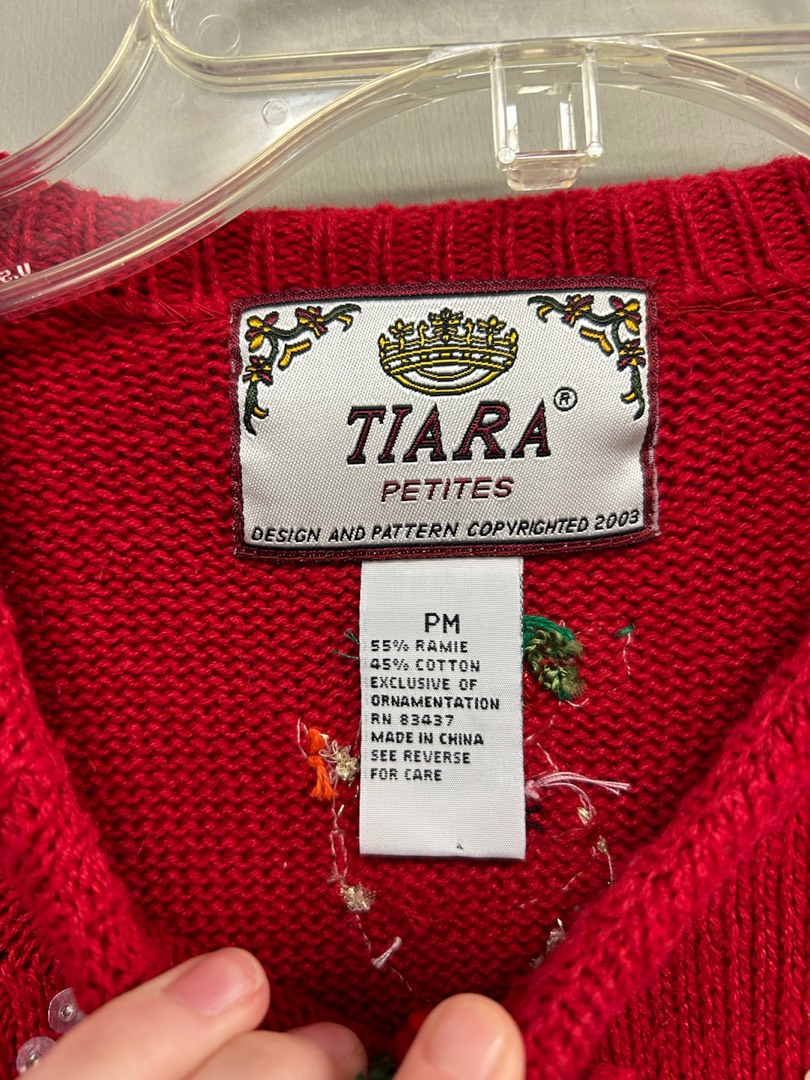 TIARA®
PETITES
DESIGN AND PATTERN COPYRIGHTED 2003
PM
55% RAMIE
45% COTTON
EXCLUSIVE OF
ORNAMENTATION
RN 83437
MADE IN CHINA
SEE REVERSE
FOR CARE